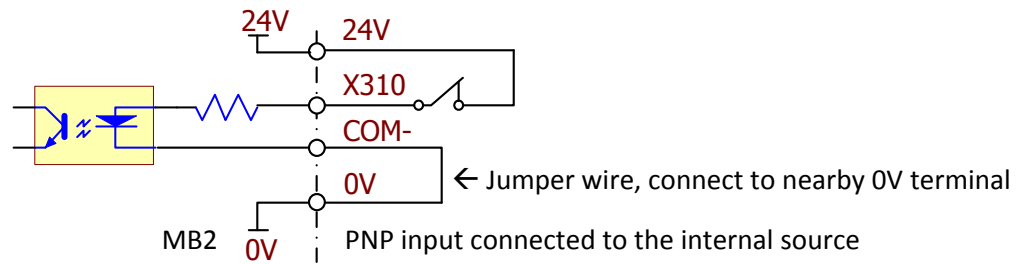 24V 24V
X310
COM-
0V ← Jumper wire, connect to nearby 0V terminal
MB2 0V PNP input connected to the internal source